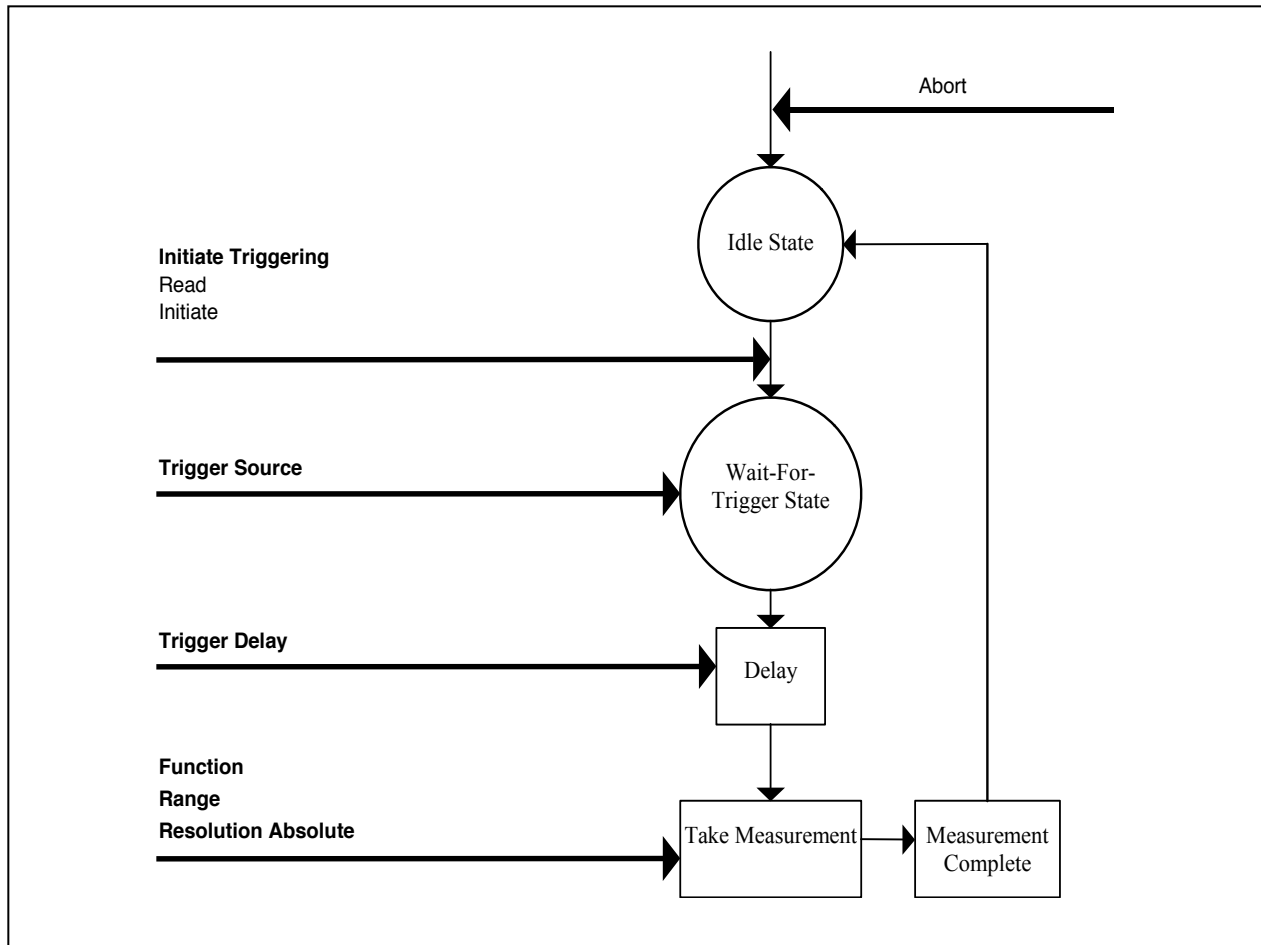 Abort
Idle State
Initiate Triggering
Read
Initiate
Trigger Source
Wait-For-
Trigger State
Trigger Delay
Delay
Function
Range
Resolution Absolute
Take Measurement
Measurement
Complete